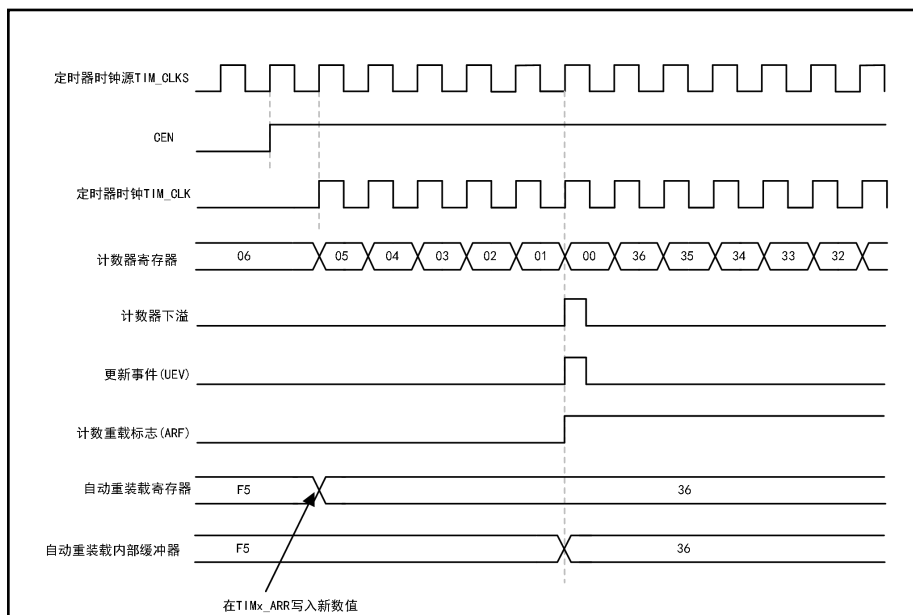 定时器时钟源TIM_CLKS
CEN
定时器时钟TIM_CLK
计数器寄存器 06 05 04 03 02 01 00 36 35 34 33 32
计数器下溢
更新事件(UEV)
计数重载标志(ARF)
自动重装载寄存器 F5 36
自动重装载内部缓冲器 F5 36
在TIMx_ARR写入新数值